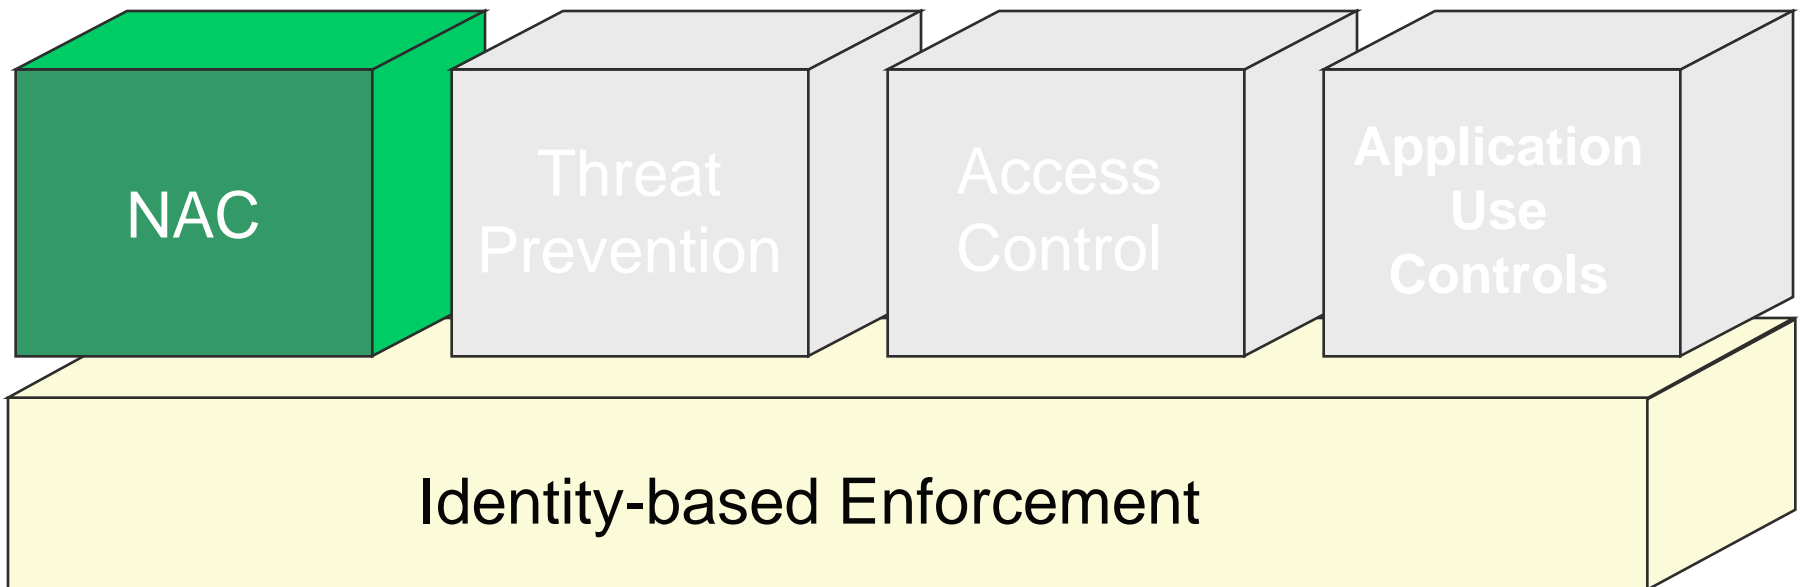 NAC
Threat
Prevention
Access
Control
Application
Use
Controls
Identity-based Enforcement